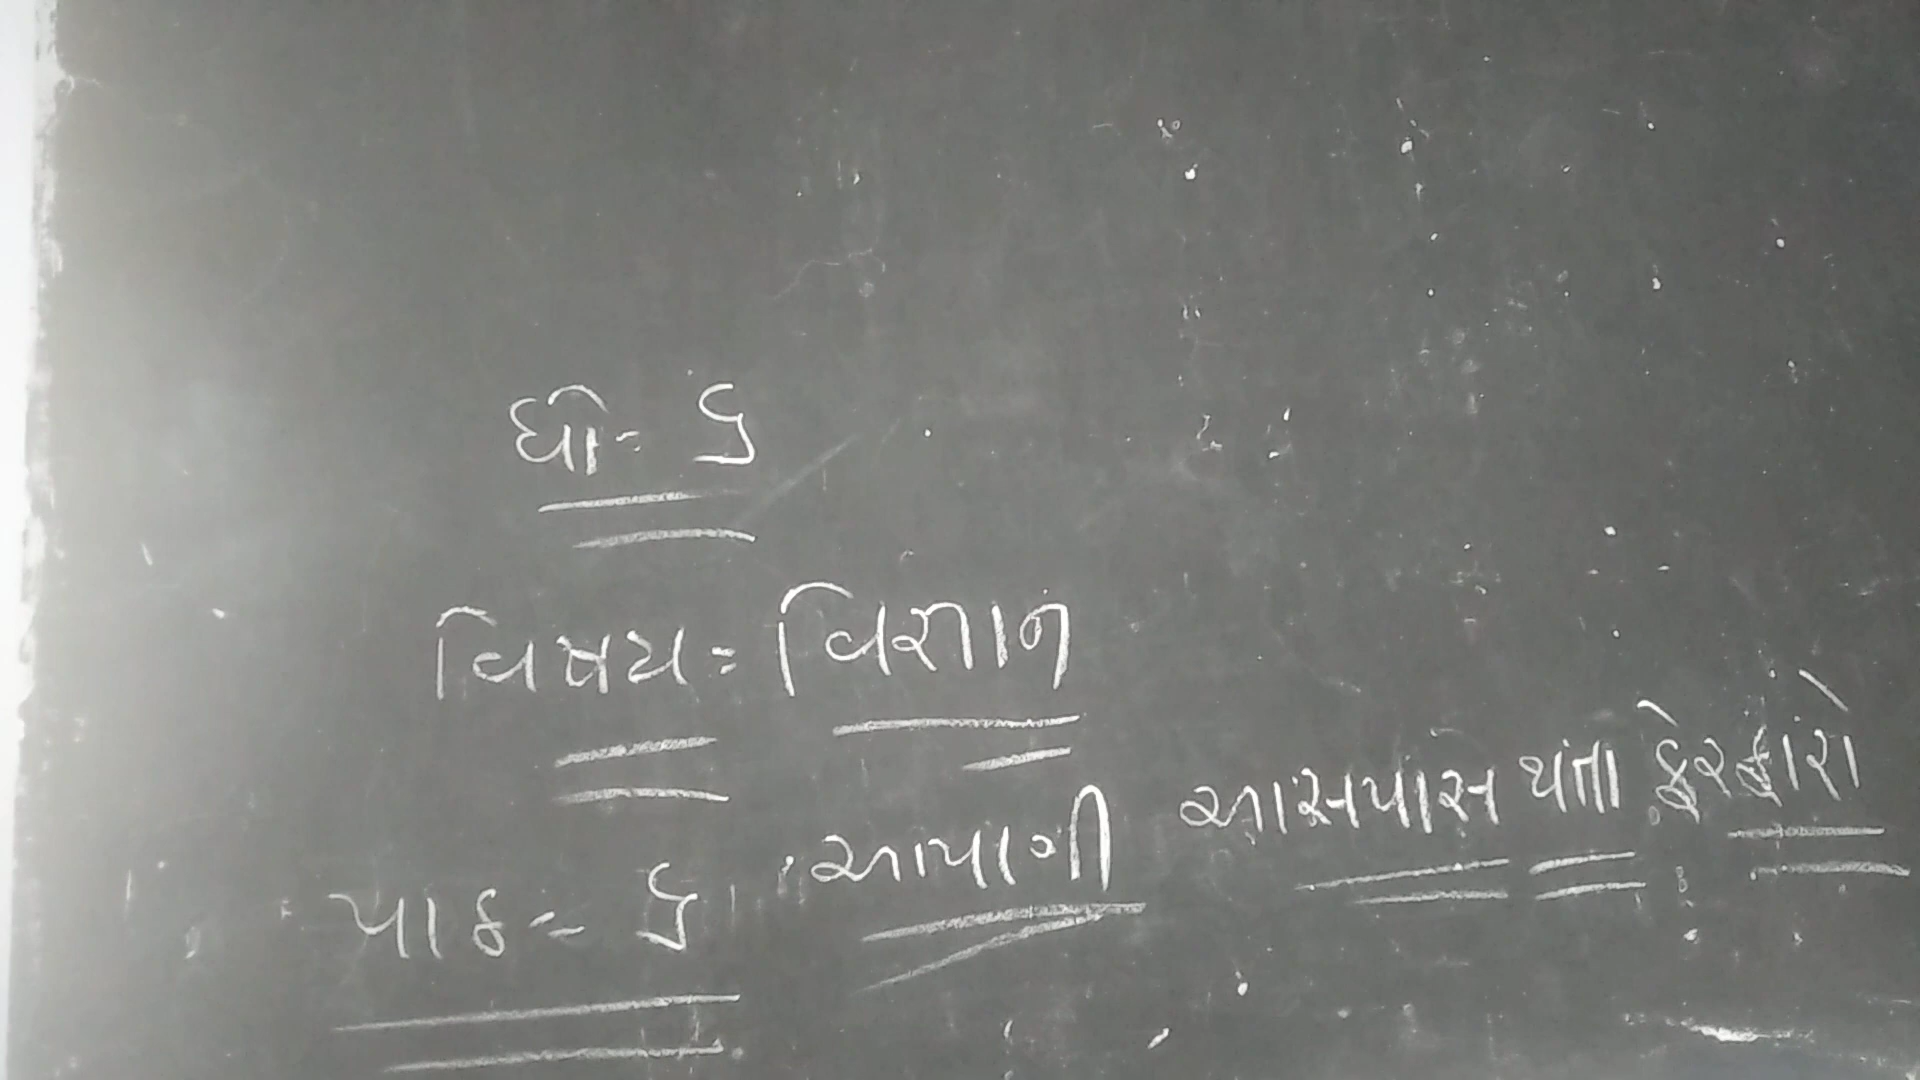 ધો- ૬
વિષય = વિજ્ઞાન
પાઠ = ૬ આપણી આસપાસ થતા ફેરફારો